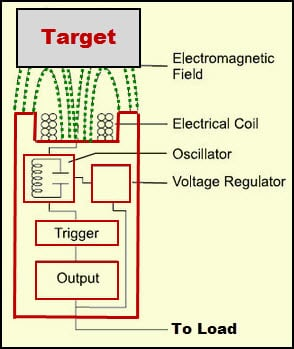 Target
Electromagnetic
Field
Electrical Coil
Oscillator
Voltage Regulator
Trigger
Output
To Load